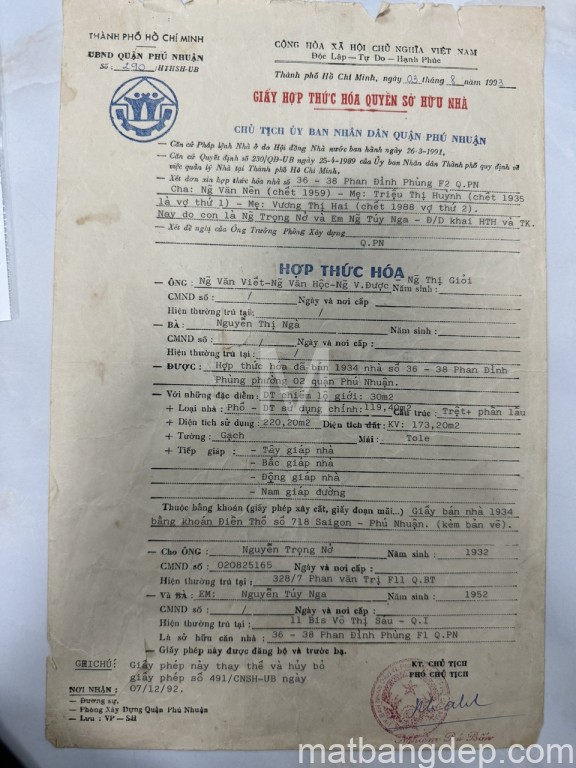 THÀNH PHỐ HỒ CHÍ MINH
UBND QUẬN PHÚ NHUẬN
Số: 290 /HTHSH-UB
CỘNG HÒA XÃ HỘI CHỦ NGHĨA VIỆT NAM
Độc Lập — Tự Do — Hạnh Phúc
Thành phố Hồ Chí Minh, ngày 03 tháng 8 năm 1993
GIẤY HỢP THỨC HÓA QUYỀN SỞ HỮU NHÀ
CHỦ TỊCH ỦY BAN NHÂN DÂN QUẬN PHÚ NHUẬN
— Căn cứ Pháp lệnh Nhà ở do Hội đồng Nhà nước ban hành ngày 26-3-1991,
— Căn cứ Quyết định số 230/QĐ-UB ngày 25-4-1989 của Ủy ban Nhân dân Thành phố quy định về
việc quản lý Nhà tại Thành phố Hồ Chí Minh,
— Xét đơn xin hợp thức hóa nhà số 36 - 38 Phan Đình Phùng F2 Q.PN
Cha: Ng̃ Văn Nên (chết 1959) - Mẹ: Triệu Thị Huỳnh (chết 1935
là vợ thứ 1) - Mẹ: Vương Thị Hai (chết 1988 vợ thứ 2).
Nay do con là Ng̃ Trọng Nở và Em Ng̃ Túy Nga - Đ/D khai HTH và TK.
— Xét đề nghị của Ông Trưởng Phòng Xây dựng
Q.PN
HỢP THỨC HÓA
— ÔNG : Ng̃ Văn Viết-Ng̃ Văn Học-Ng̃ V.Được Ng̃ Thị Giỏi Năm sinh :
CMND số : / Ngày và nơi cấp :
Hiện thường trú tại : /
— BÀ : Nguyễn Thị Ngà Năm sinh :
CMND số : / Ngày và nơi cấp :
Hiện thường trú tại : /
— ĐƯỢC : Hợp thức hóa đã bán 1934 nhà số 36 - 38 Phan Đình
Phùng phường 02 quận Phú Nhuận.
— Với những đặc điểm : DT chiếm lộ giới: 30m2
+ Loại nhà : Phố - DT sử dụng chính: 119,40m2 Cấu trúc : Trệt+ phần lầu
+ Diện tích sử dụng : 220,20m2 Diện tích đất : KV: 173,20m2
+ Tường : Gạch Mái : Tole
+ Tiếp giáp : - Tây giáp nhà
- Bắc giáp nhà
- Đông giáp nhà
- Nam giáp đường
Thuộc bằng khoán (giấy phép xây cất, giấy đoạn mãi...) Giấy bán nhà 1934
bằng khoán Điền Thổ số 718 Saigon - Phú Nhuận. (kèm bản vẽ).
— Cho ÔNG : Nguyễn Trọng Nở Năm sinh : 1932
CMND số : 020825165 Ngày và nơi cấp :
Hiện thường trú tại : 328/7 Phan văn Trị F11 Q.BT
— Và BÀ : EM: Nguyễn Túy Nga Năm sinh : 1952
CMND số : / Ngày và nơi cấp :
Hiện thường trú tại : 11 Bis Võ Thị Sáu - Q.I
Là sở hữu căn nhà : 36 - 38 Phan Đình Phùng F1 Q.PN
— Giấy phép này được đăng bộ và trước bạ.
GHI CHÚ: Giấy phép này thay thế và hủy bỏ
giấy phép số 491/CNSH-UB ngày
07/12/92.
KT. CHỦ TỊCH
PHÓ CHỦ TỊCH
NƠI NHẬN :
— Đương sự,
— Phòng Xây Dựng Quận Phú Nhuận
— Lưu : VP — SH
M
matbangdep.com